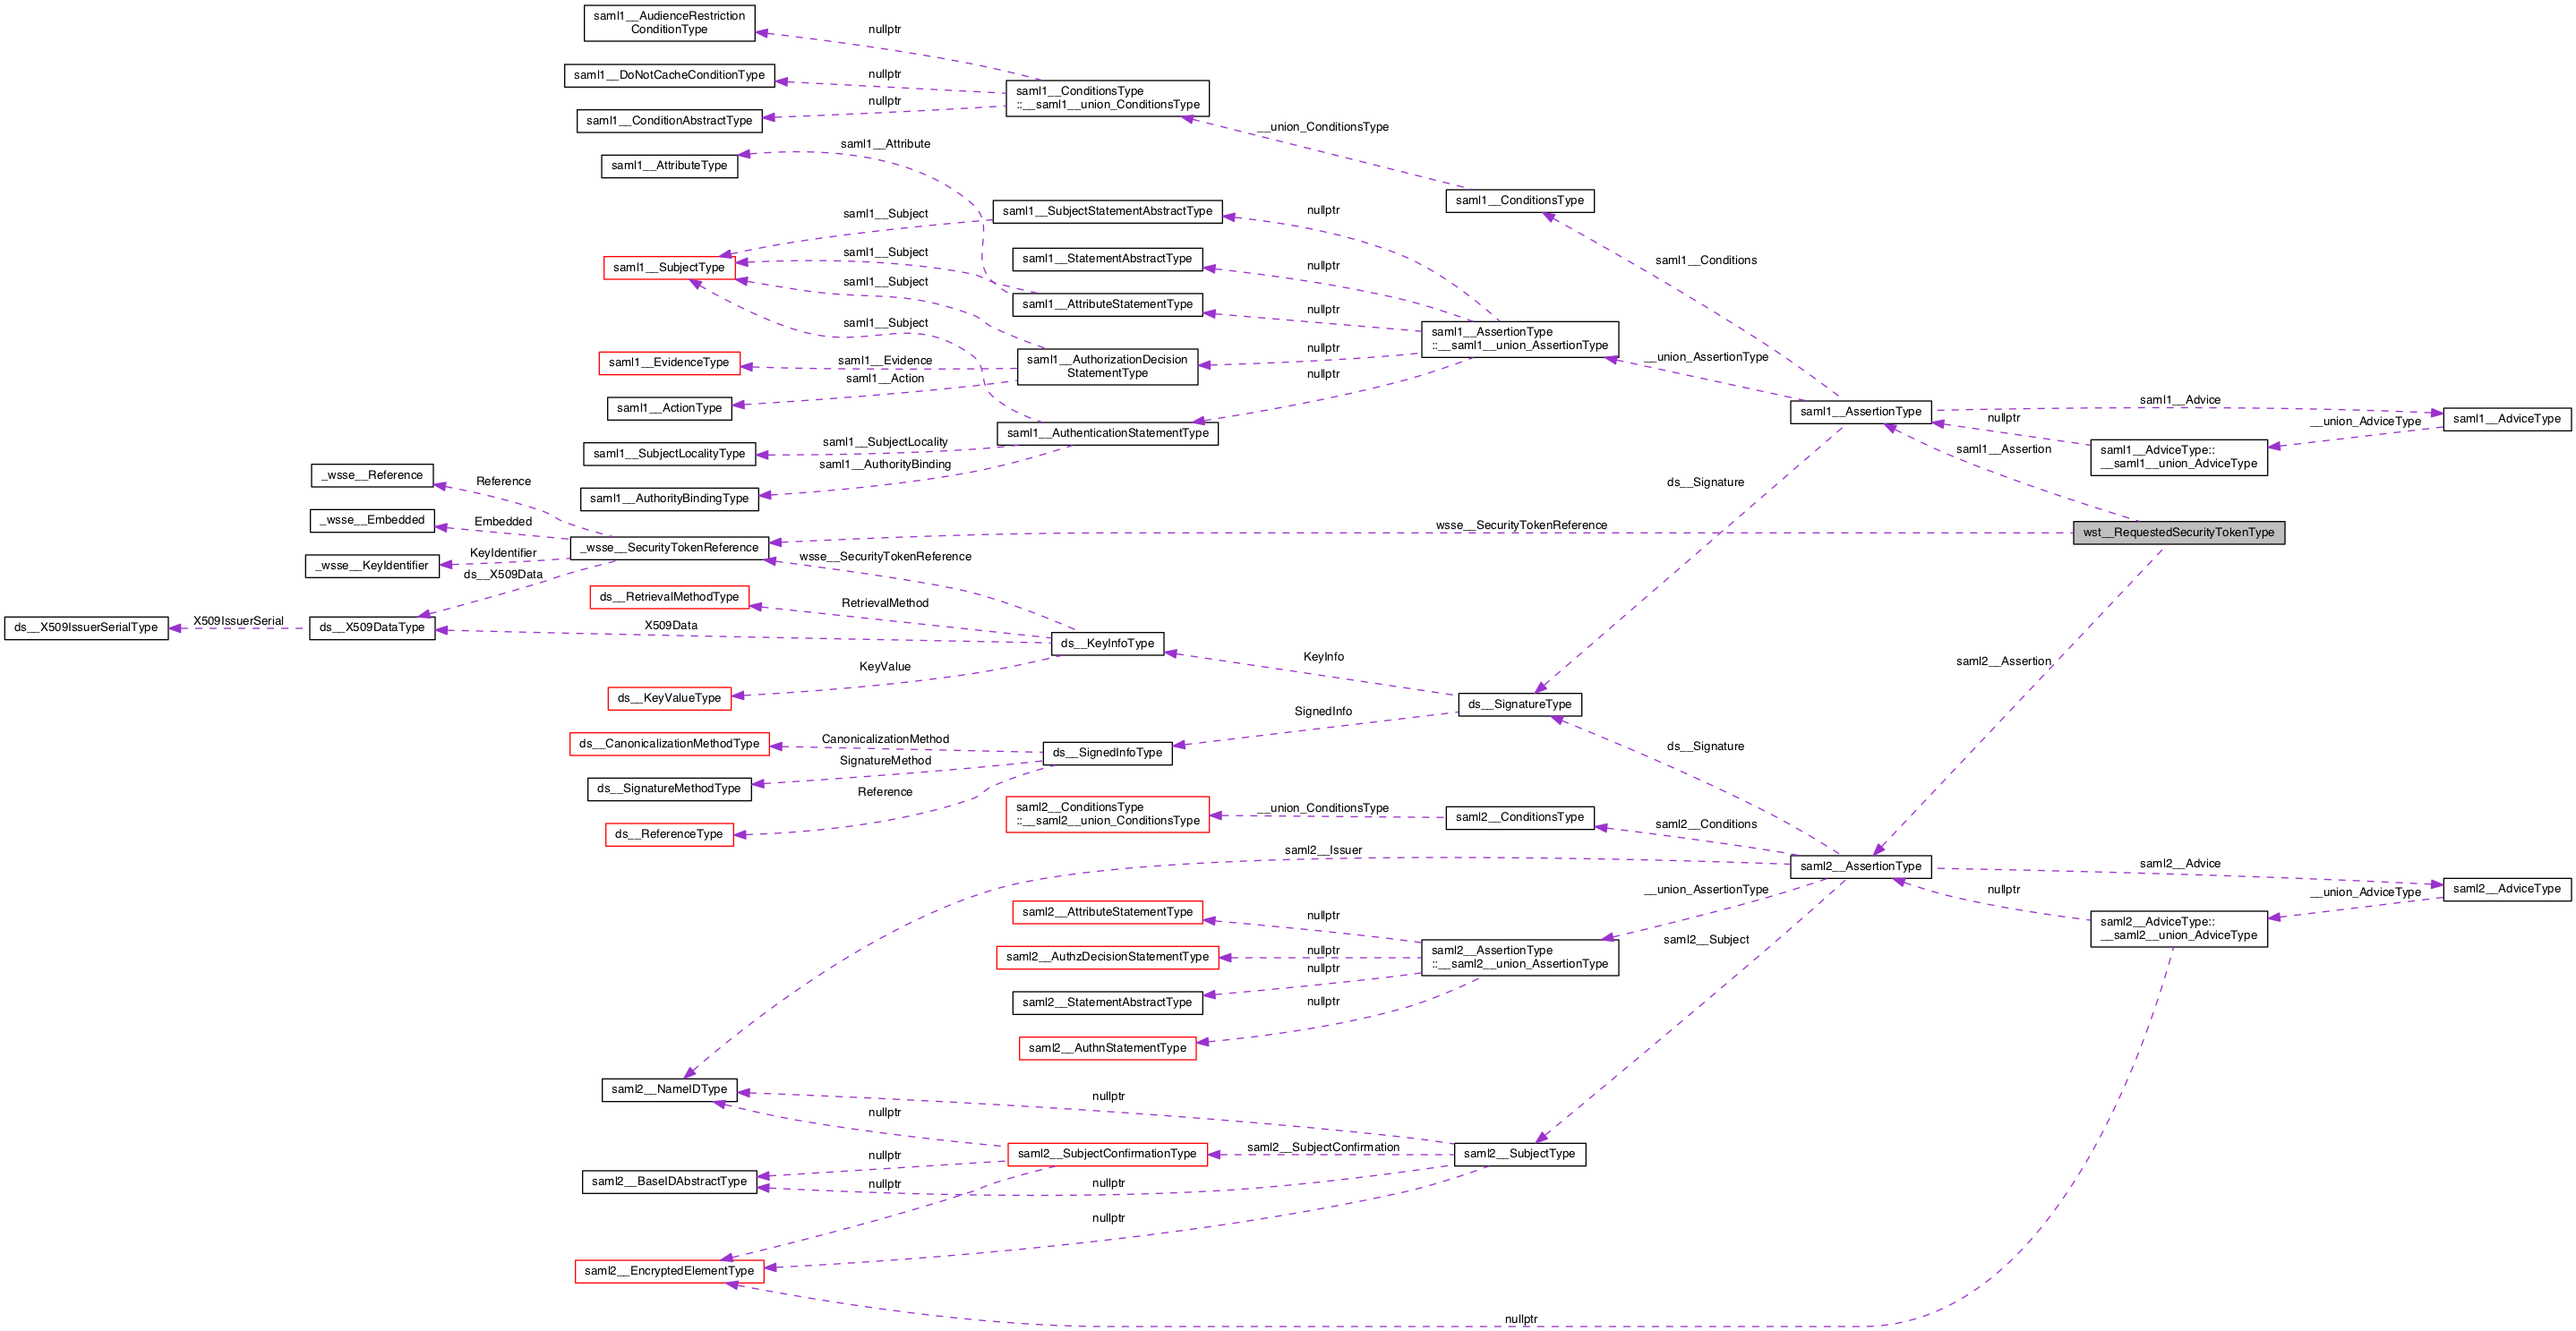 saml1__AudienceRestriction
ConditionType
nullptr
saml1__DoNotCacheConditionType
nullptr
saml1__ConditionsType
::__saml1__union_ConditionsType
nullptr
saml1__ConditionAbstractType
__union_ConditionsType
saml1__Attribute
saml1__AttributeType
saml1__ConditionsType
saml1__Subject
saml1__SubjectStatementAbstractType
nullptr
saml1__Subject
saml1__StatementAbstractType
saml1__Conditions
saml1__SubjectType
nullptr
saml1__Subject
saml1__AttributeStatementType
nullptr
saml1__Subject
saml1__AssertionType
::__saml1__union_AssertionType
saml1__EvidenceType
saml1__Evidence
saml1__AuthorizationDecision
StatementType
nullptr
__union_AssertionType
saml1__Action
nullptr
saml1__ActionType
saml1__AssertionType
saml1__Advice
nullptr
__union_AdviceType
saml1__AdviceType
saml1__AuthenticationStatementType
saml1__SubjectLocality
saml1__SubjectLocalityType
saml1__Assertion
saml1__AdviceType::
__saml1__union_AdviceType
saml1__AuthorityBinding
_wsse__Reference
Reference
ds__Signature
saml1__AuthorityBindingType
_wsse__Embedded
Embedded
wsse__SecurityTokenReference
wst__RequestedSecurityTokenType
_wsse__SecurityTokenReference
KeyIdentifier
_wsse__KeyIdentifier
wsse__SecurityTokenReference
ds__X509Data
ds__RetrievalMethodType
RetrievalMethod
ds__X509IssuerSerialType
X509IssuerSerial
ds__X509DataType
X509Data
ds__KeyInfoType
KeyInfo
saml2__Assertion
KeyValue
ds__KeyValueType
ds__SignatureType
SignedInfo
ds__CanonicalizationMethodType
CanonicalizationMethod
ds__SignedInfoType
ds__Signature
SignatureMethod
ds__SignatureMethodType
Reference
saml2__ConditionsType
::__saml2__union_ConditionsType
__union_ConditionsType
saml2__ConditionsType
saml2__Conditions
ds__ReferenceType
saml2__Issuer
saml2__AssertionType
saml2__Advice
__union_AssertionType
nullptr
__union_AdviceType
saml2__AdviceType
saml2__AttributeStatementType
nullptr
saml2__AdviceType::
__saml2__union_AdviceType
saml2__Subject
saml2__AuthzDecisionStatementType
nullptr
saml2__AssertionType
::__saml2__union_AssertionType
nullptr
saml2__StatementAbstractType
nullptr
saml2__AuthnStatementType
saml2__NameIDType
nullptr
nullptr
saml2__SubjectConfirmationType
saml2__SubjectConfirmation
saml2__SubjectType
nullptr
saml2__BaseIDAbstractType
nullptr
nullptr
nullptr
saml2__EncryptedElementType
nullptr